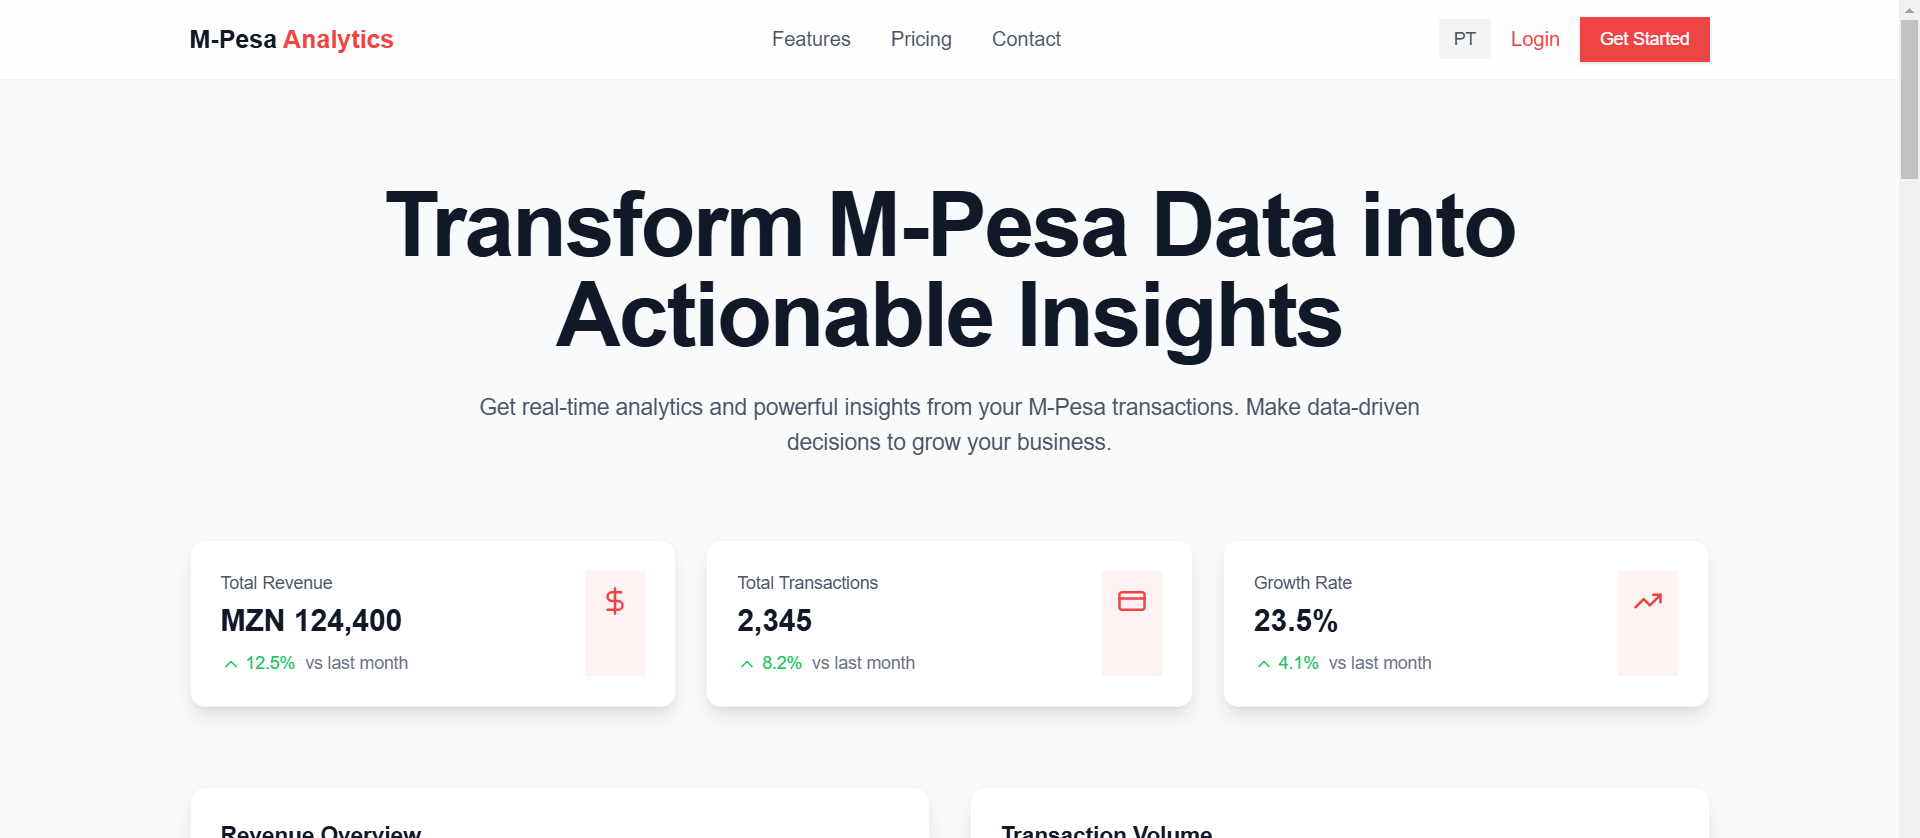 M-Pesa Analytics
Features
Pricing
Contact
PT
Login
Get Started
Transform M-Pesa Data into
Actionable Insights
Get real-time analytics and powerful insights from your M-Pesa transactions. Make data-driven
decisions to grow your business.
Total Revenue
MZN 124,400
12.5% vs last month
Total Transactions
2,345
8.2% vs last month
Growth Rate
23.5%
4.1% vs last month
Revenue Overview
Transaction Volume